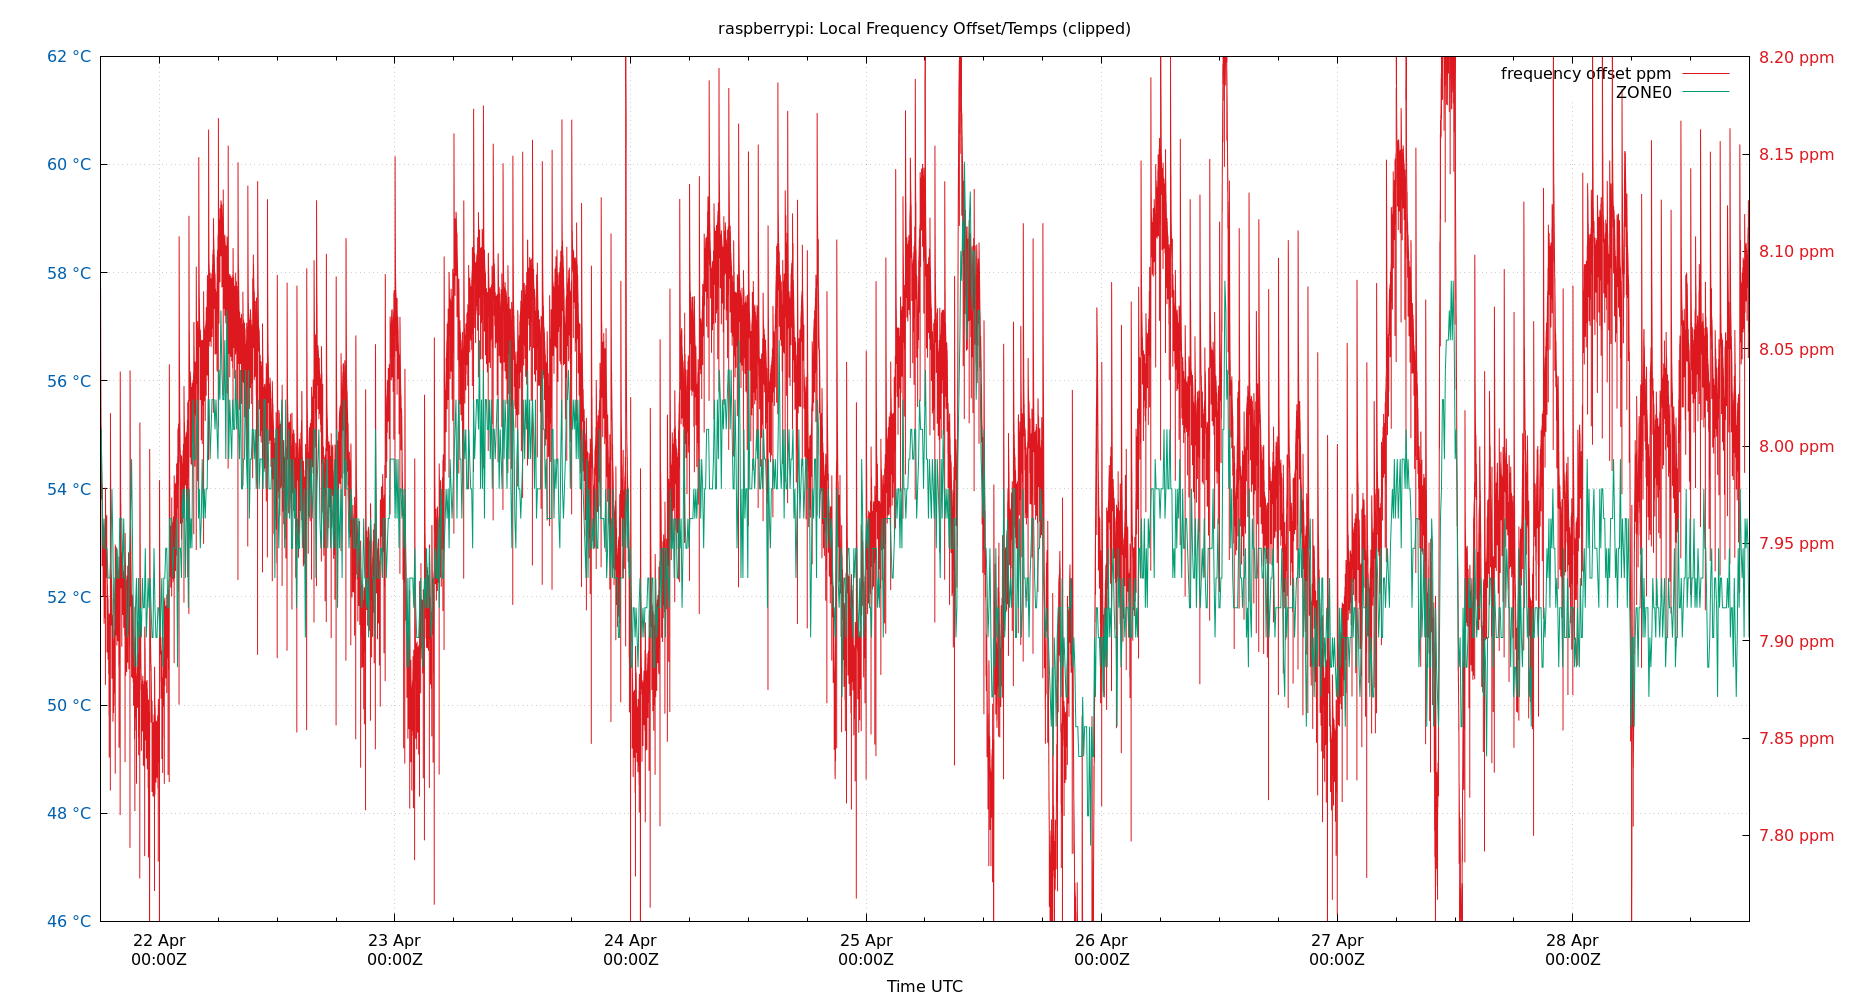 raspberrypi: Local Frequency Offset/Temps (clipped)
62 °C
60 °C
58 °C
56 °C
54 °C
52 °C
50 °C
48 °C
46 °C
8.20 ppm
8.15 ppm
8.10 ppm
8.05 ppm
8.00 ppm
7.95 ppm
7.90 ppm
7.85 ppm
7.80 ppm
frequency offset ppm
ZONE0
22 Apr
00:00Z
23 Apr
00:00Z
24 Apr
00:00Z
25 Apr
00:00Z
26 Apr
00:00Z
27 Apr
00:00Z
28 Apr
00:00Z
Time UTC